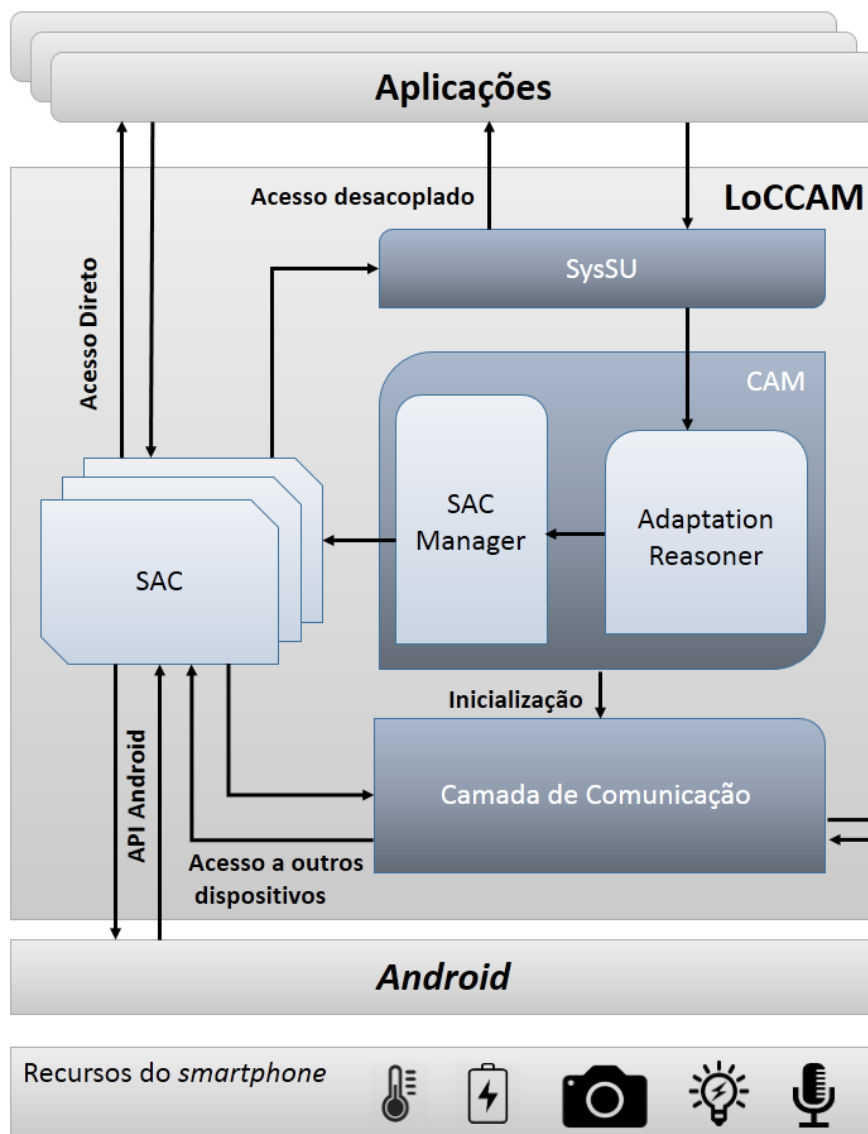 Aplicações
Acesso desacoplado
LoCCAM
SysSU
Acesso Direto
CAM
SAC
Manager
Adaptation
Reasoner
SAC
Inicialização
API Android
Camada de Comunicação
Acesso a outros
dispositivos
Android
Recursos do smartphone